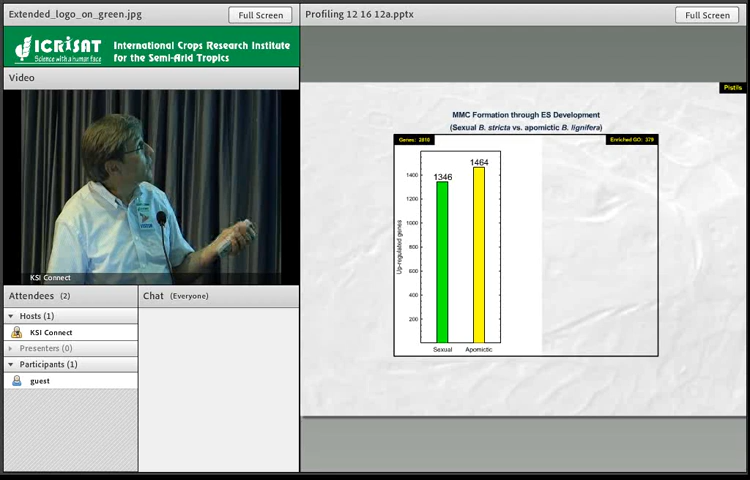 Extended_logo_on_green.jpg
Full Screen
Profiling 12 16 12a.pptx
Full Screen
ICRISAT
Science with a human face
International Crops Research Institute
for the Semi-Arid Tropics
Video
KSI Connect
Attendees (2)
Hosts (1)
KSI Connect
Presenters (0)
Participants (1)
guest
Chat (Everyone)
Pistils
MMC Formation through ES Development
(Sexual B. stricta vs. apomictic B. lignifera)
Genes: 2810
Enriched GO: 379
Up-regulated genes
1400
1200
1000
800
600
400
200
1346
1464
Sexual
Apomictic